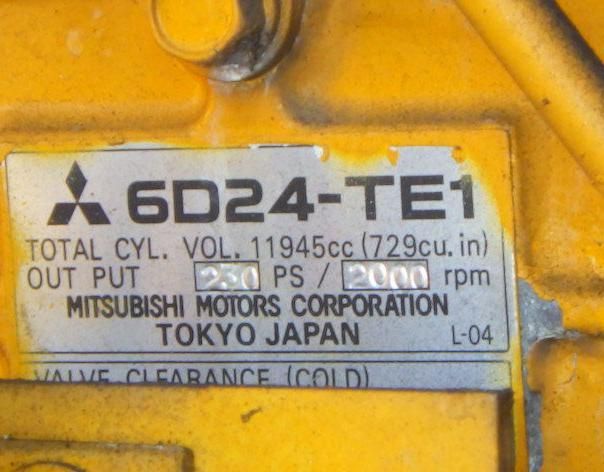 6D24-TE1
TOTAL CYL. VOL. 11945cc (729cu. in)
OUT PUT 230 PS / 2000 rpm
MITSUBISHI MOTORS CORPORATION
TOKYO JAPAN L-04
VALVE CLEARANCE (COLD)